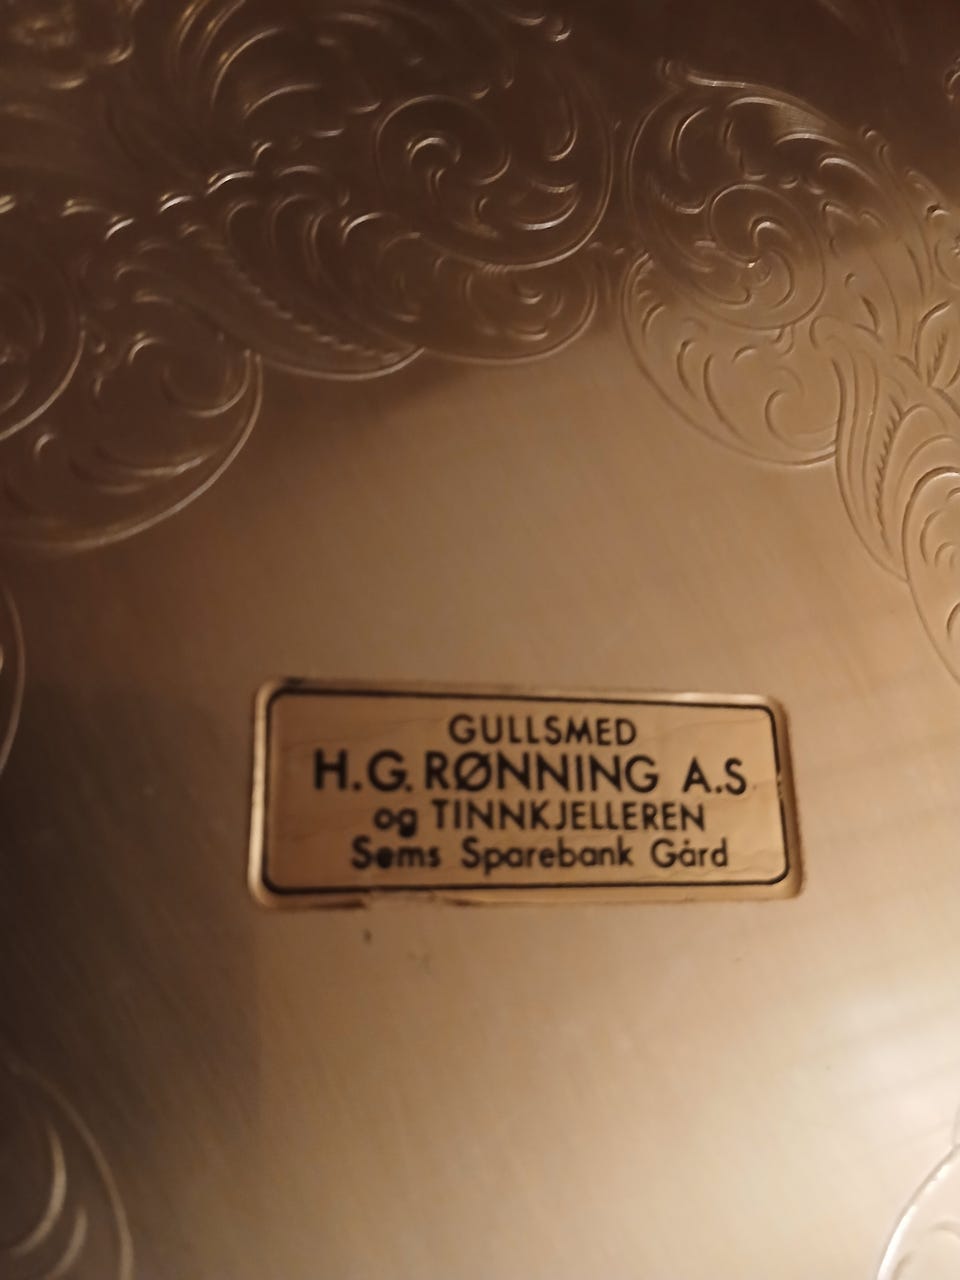 GULLSMED
H.G. RØNNING A.S
og TINNKJELLEREN
Sems Sparebank Gård